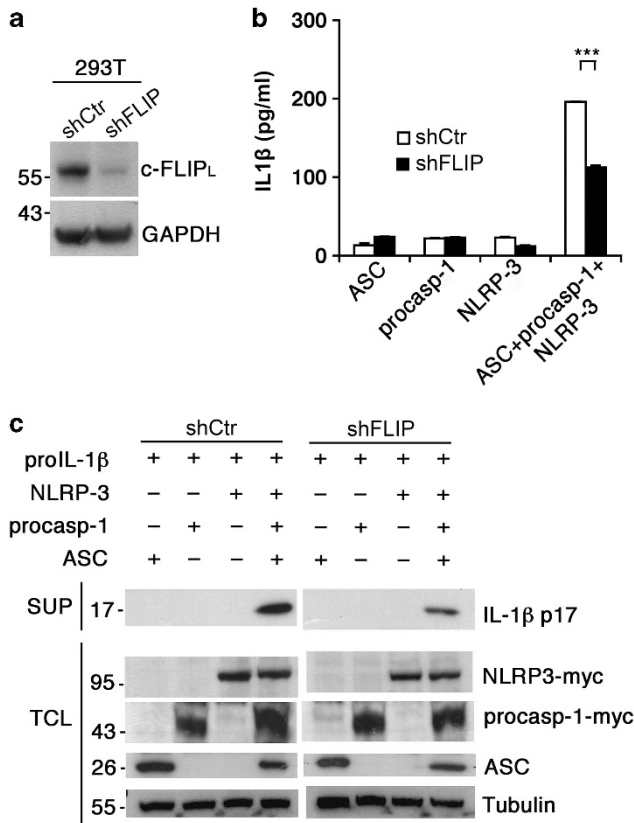 a
293T
shCtr shFLIP
55- c-FLIPL
43-
GAPDH
b
IL1β (pg/ml)
300
200
100
0
***
shCtr
shFLIP
ASC
procasp-1
NLRP-3
ASC+procasp-1+
NLRP-3
c
shCtr shFLIP
proIL-1β + + + + + + + +
NLRP-3 – – + + – – + +
procasp-1 – + – + – + – +
ASC + – – + + – – +
SUP 17- IL-1β p17
TCL
95- NLRP3-myc
43- procasp-1-myc
26- ASC
55- Tubulin